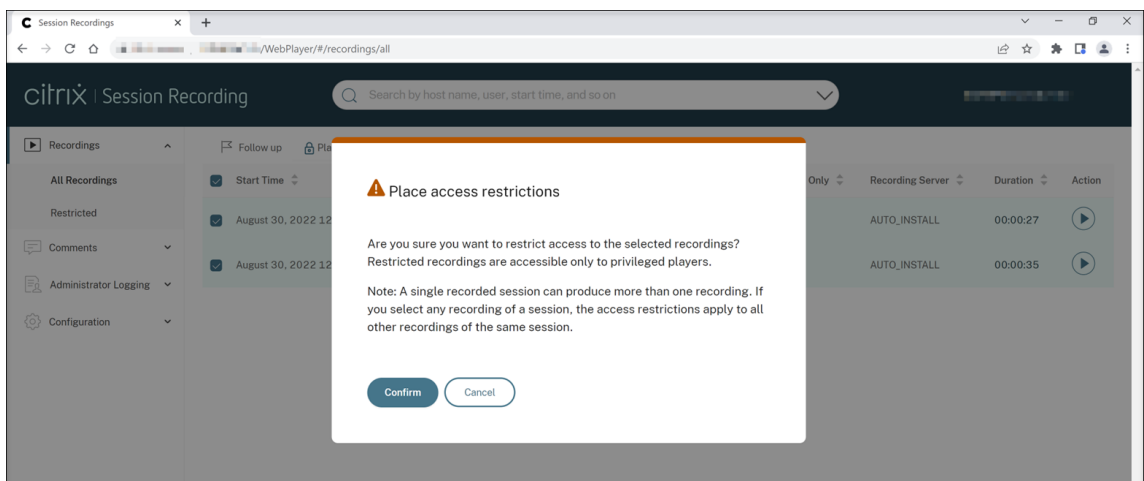 Session Recordings
/WebPlayer/#/recordings/all
citrix | Session Recording
Search by host name, user, start time, and so on
Recordings
Follow up
All Recordings
Start Time
Only
Recording Server
Duration
Action
Restricted
August 30, 2022 12
AUTO_INSTALL
00:00:27
Comments
August 30, 2022 12
AUTO_INSTALL
00:00:35
Administrator Logging
Configuration
Place access restrictions
Are you sure you want to restrict access to the selected recordings?
Restricted recordings are accessible only to privileged players.
Note: A single recorded session can produce more than one recording. If
you select any recording of a session, the access restrictions apply to all
other recordings of the same session.
Confirm
Cancel